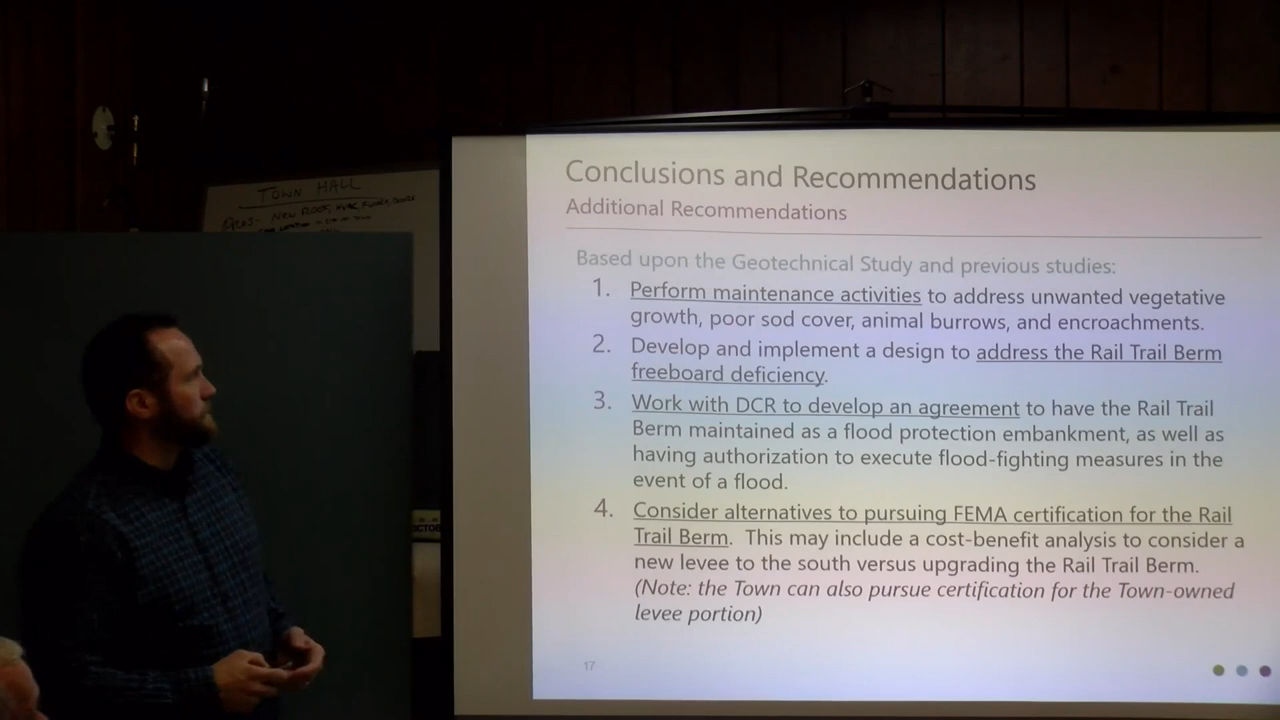 TOWN HALL
NEW ROOF, HVAC,
Conclusions and Recommendations
Additional Recommendations
Based upon the Geotechnical Study and previous studies:
1. Perform maintenance activities to address unwanted vegetative
growth, poor sod cover, animal burrows, and encroachments.
2. Develop and implement a design to address the Rail Trail Berm
freeboard deficiency.
3. Work with DCR to develop an agreement to have the Rail Trail
Berm maintained as a flood protection embankment, as well as
having authorization to execute flood-fighting measures in the
event of a flood.
4. Consider alternatives to pursuing FEMA certification for the Rail
Trail Berm. This may include a cost-benefit analysis to consider a
new levee to the south versus upgrading the Rail Trail Berm.
(Note: the Town can also pursue certification for the Town-owned
levee portion)
17